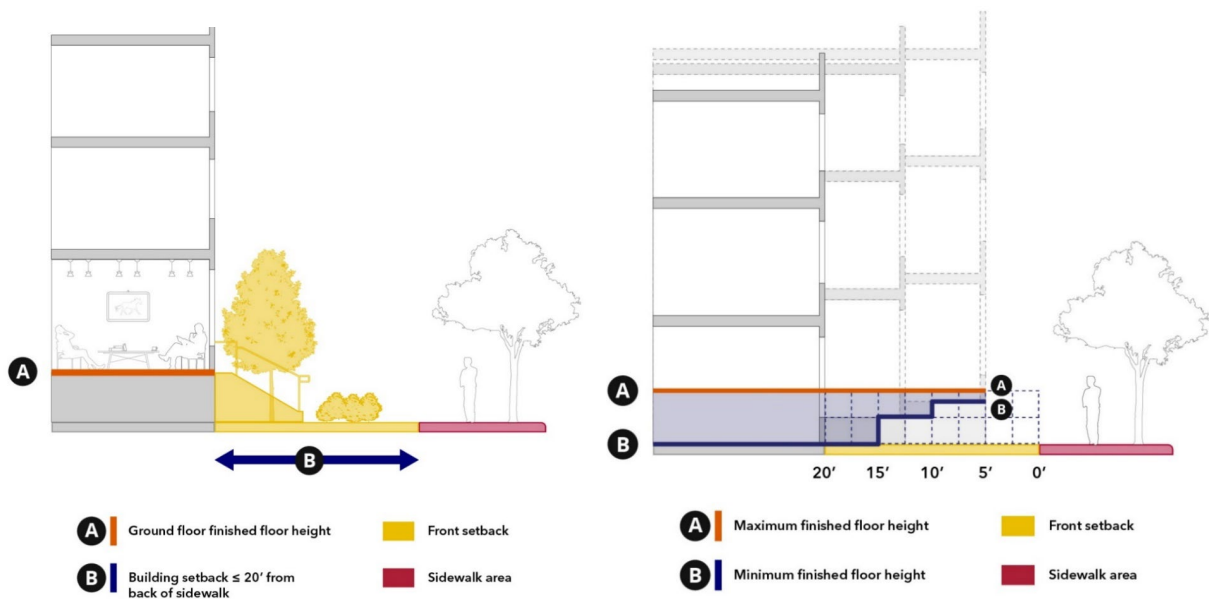 A
B
A Ground floor finished floor height
Front setback
B Building setback ≤ 20’ from
back of sidewalk
Sidewalk area
A
A
B
B
20’ 15’ 10’ 5’ 0’
A Maximum finished floor height
Front setback
B Minimum finished floor height
Sidewalk area